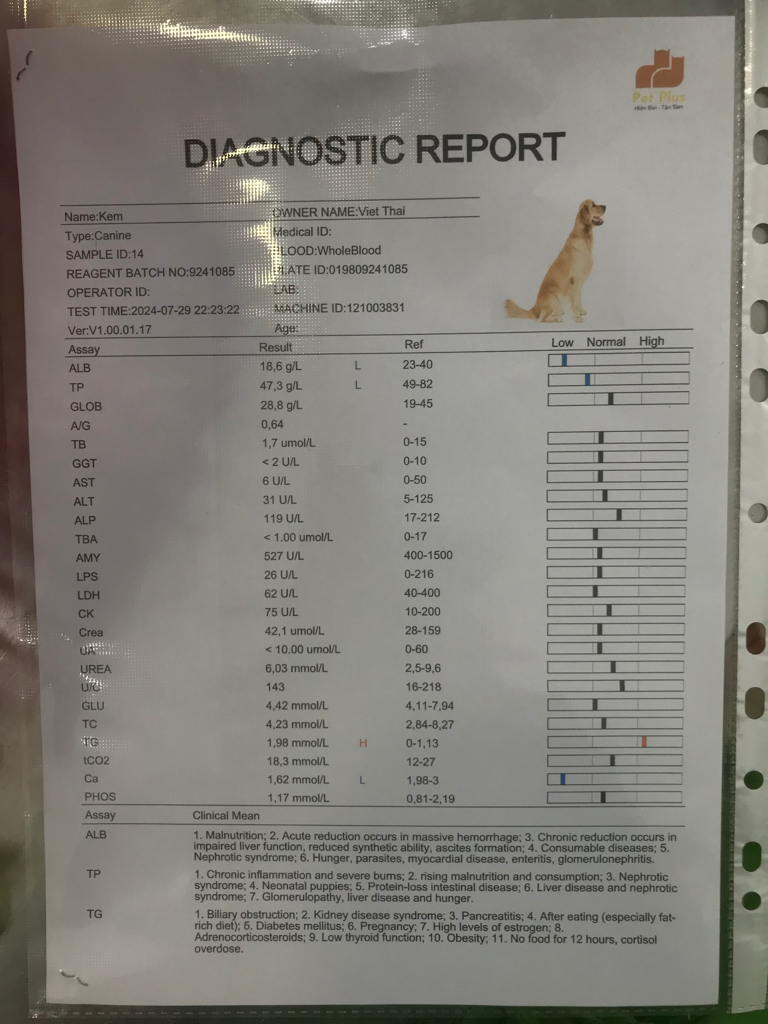 Pet Plus
DIAGNOSTIC REPORT
Name:Kem OWNER NAME:Viet Thai
Type:Canine Medical ID:
SAMPLE ID:14 BLOOD:WholeBlood
REAGENT BATCH NO:9241085 PLATE ID:019809241085
OPERATOR ID: LAB:
TEST TIME:2024-07-29 22:23:22 MACHINE ID:121003831
Ver:V1.00.01.17 Age:
Assay Result Ref Low Normal High
ALB 18,6 g/L L 23-40
TP 47,3 g/L L 49-82
GLOB 28,8 g/L 19-45
A/G 0,64 -
TB 1,7 umol/L 0-15
GGT < 2 U/L 0-10
AST 6 U/L 0-50
ALT 31 U/L 5-125
ALP 119 U/L 17-212
TBA < 1.00 umol/L 0-17
AMY 527 U/L 400-1500
LPS 26 U/L 0-216
LDH 62 U/L 40-400
CK 75 U/L 10-200
Crea 42,1 umol/L 28-159
UA < 10.00 umol/L 0-60
UREA 6,03 mmol/L 2,5-9,6
U/C 143 16-218
GLU 4,42 mmol/L 4,11-7,94
TC 4,23 mmol/L 2,84-8,27
TG 1,98 mmol/L H 0-1,13
tCO2 18,3 mmol/L 12-27
Ca 1,62 mmol/L L 1,98-3
PHOS 1,17 mmol/L 0,81-2,19
Assay Clinical Mean
ALB 1. Malnutrition; 2. Acute reduction occurs in massive hemorrhage; 3. Chronic reduction occurs in
impaired liver function, reduced synthetic ability, ascites formation; 4. Consumable diseases; 5.
Nephrotic syndrome; 6. Hunger, parasites, myocardial disease, enteritis, glomerulonephritis.
TP 1. Chronic inflammation and severe burns; 2. rising malnutrition and consumption; 3. Nephrotic
syndrome; 4. Neonatal puppies; 5. Protein-loss intestinal disease; 6. Liver disease and nephrotic
syndrome; 7. Glomerulopathy, liver disease and hunger.
TG 1. Biliary obstruction; 2. Kidney disease syndrome; 3. Pancreatitis; 4. After eating (especially fat-
rich diet); 5. Diabetes mellitus; 6. Pregnancy; 7. High levels of estrogen; 8.
Adrenocorticosteroids; 9. Low thyroid function; 10. Obesity; 11. No food for 12 hours, cortisol
overdose.